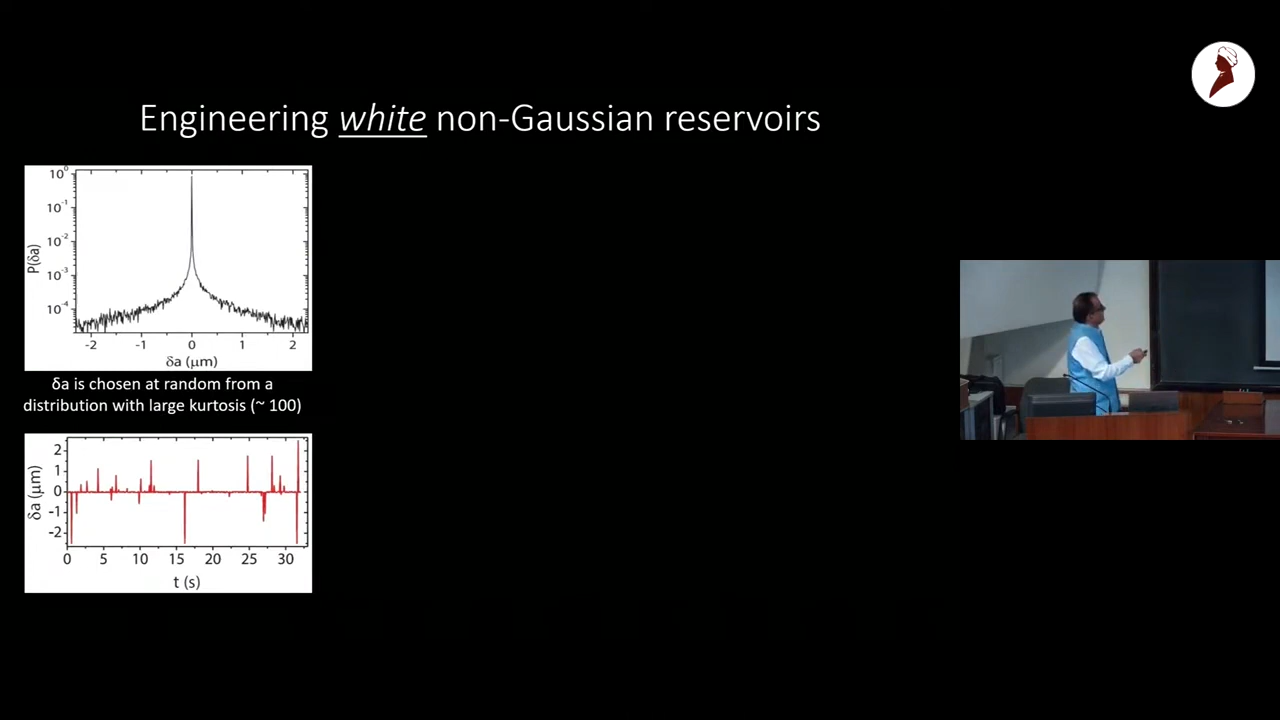 Engineering white non-Gaussian reservoirs
10⁰
10⁻¹
10⁻²
10⁻³
10⁻⁴
P(δa)
-2 -1 0 1 2
δa (μm)
δa is chosen at random from a
distribution with large kurtosis (~ 100)
2
1
0
-1
-2
δa (μm)
0 5 10 15 20 25 30
t (s)